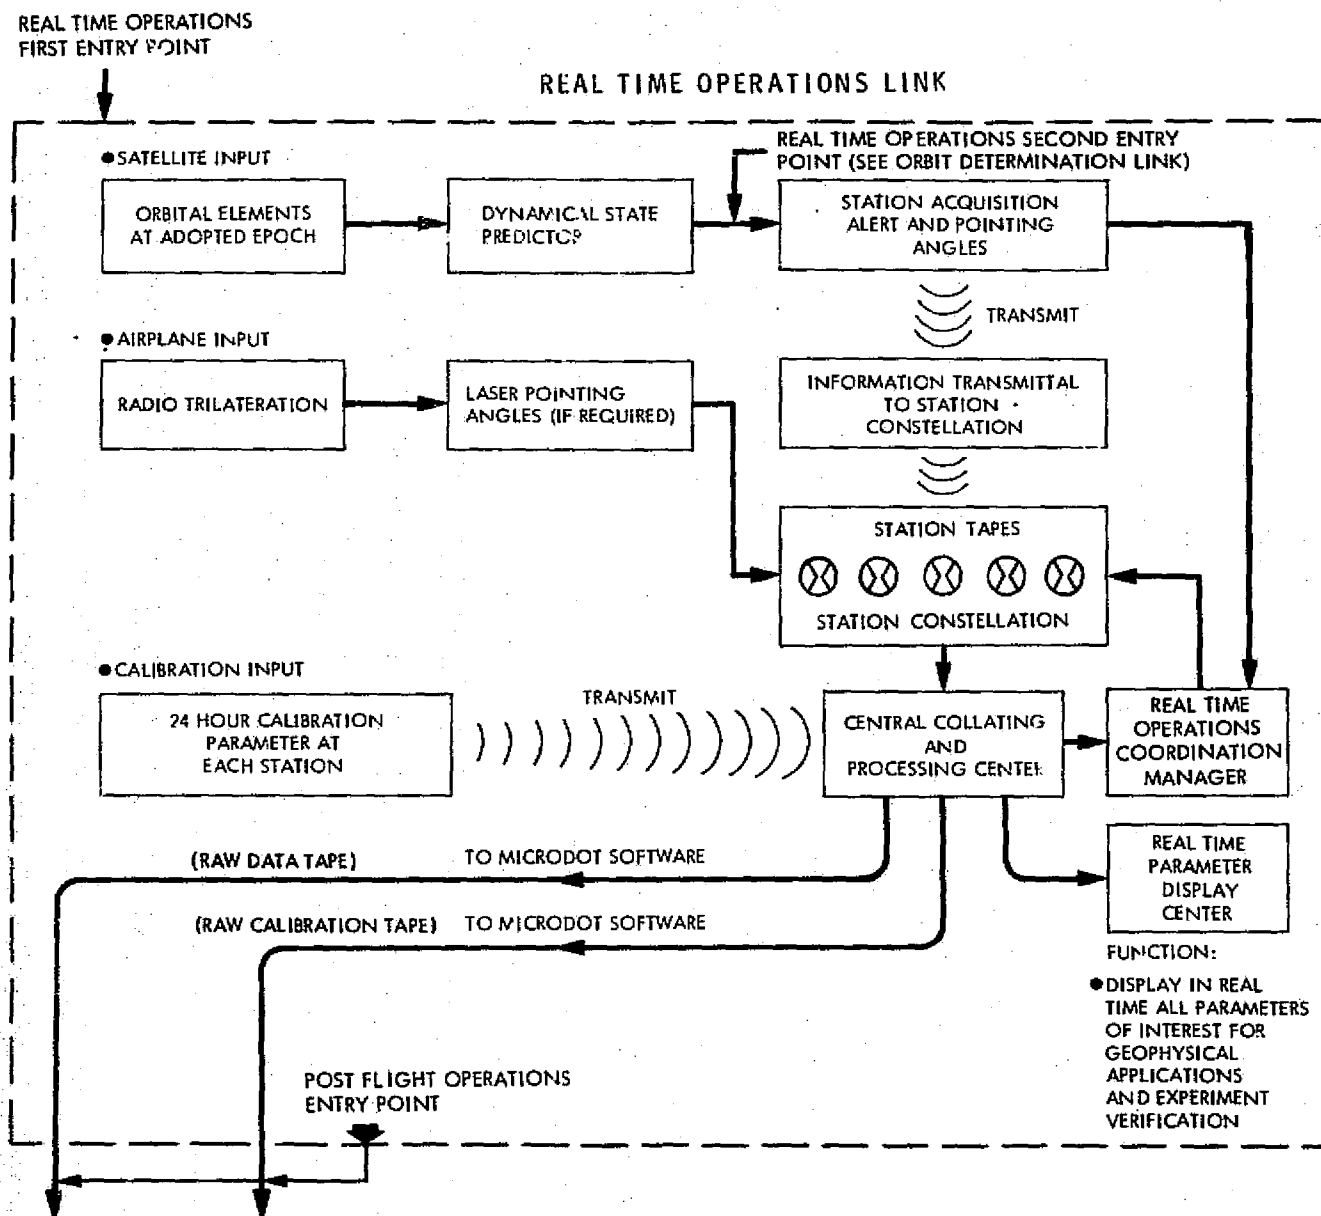 REAL TIME OPERATIONS
FIRST ENTRY POINT
REAL TIME OPERATIONS LINK
REAL TIME OPERATIONS SECOND ENTRY
POINT (SEE ORBIT DETERMINATION LINK)
●SATELLITE INPUT
ORBITAL ELEMENTS
AT ADOPTED EPOCH
DYNAMICAL STATE
PREDICTOR
STATION ACQUISITION
ALERT AND POINTING
ANGLES
TRANSMIT
●AIRPLANE INPUT
RADIO TRILATERATION
LASER POINTING
ANGLES (IF REQUIRED)
INFORMATION TRANSMITTAL
TO STATION
CONSTELLATION
STATION TAPES
STATION CONSTELLATION
●CALIBRATION INPUT
24 HOUR CALIBRATION
PARAMETER AT
EACH STATION
TRANSMIT
CENTRAL COLLATING
AND
PROCESSING CENTER
REAL TIME
OPERATIONS
COORDINATION
MANAGER
(RAW DATA TAPE) TO MICRODOT SOFTWARE
(RAW CALIBRATION TAPE) TO MICRODOT SOFTWARE
REAL TIME
PARAMETER
DISPLAY
CENTER
FUNCTION:
●DISPLAY IN REAL
TIME ALL PARAMETERS
OF INTEREST FOR
GEOPHYSICAL
APPLICATIONS
AND EXPERIMENT
VERIFICATION
POST FLIGHT OPERATIONS
ENTRY POINT